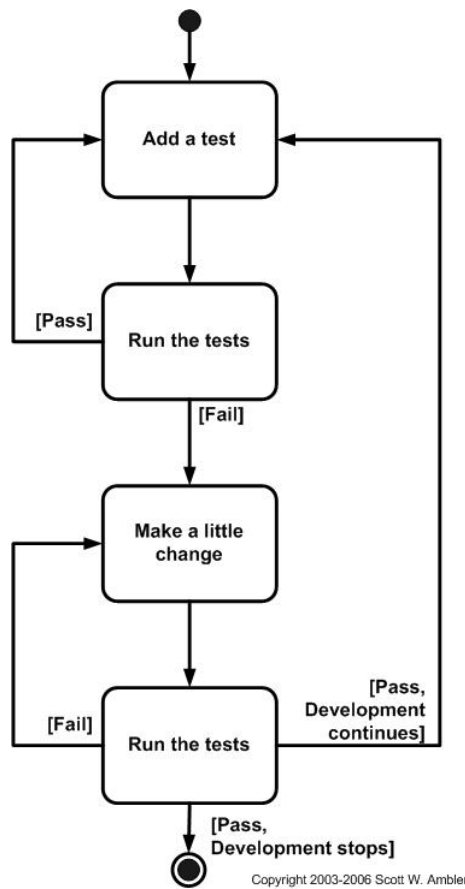 Add a test
[Pass]
Run the tests
[Fail]
Make a little
change
[Fail]
Run the tests
[Pass,
Development
continues]
[Pass,
Development stops]
Copyright 2003-2006 Scott W. Ambler